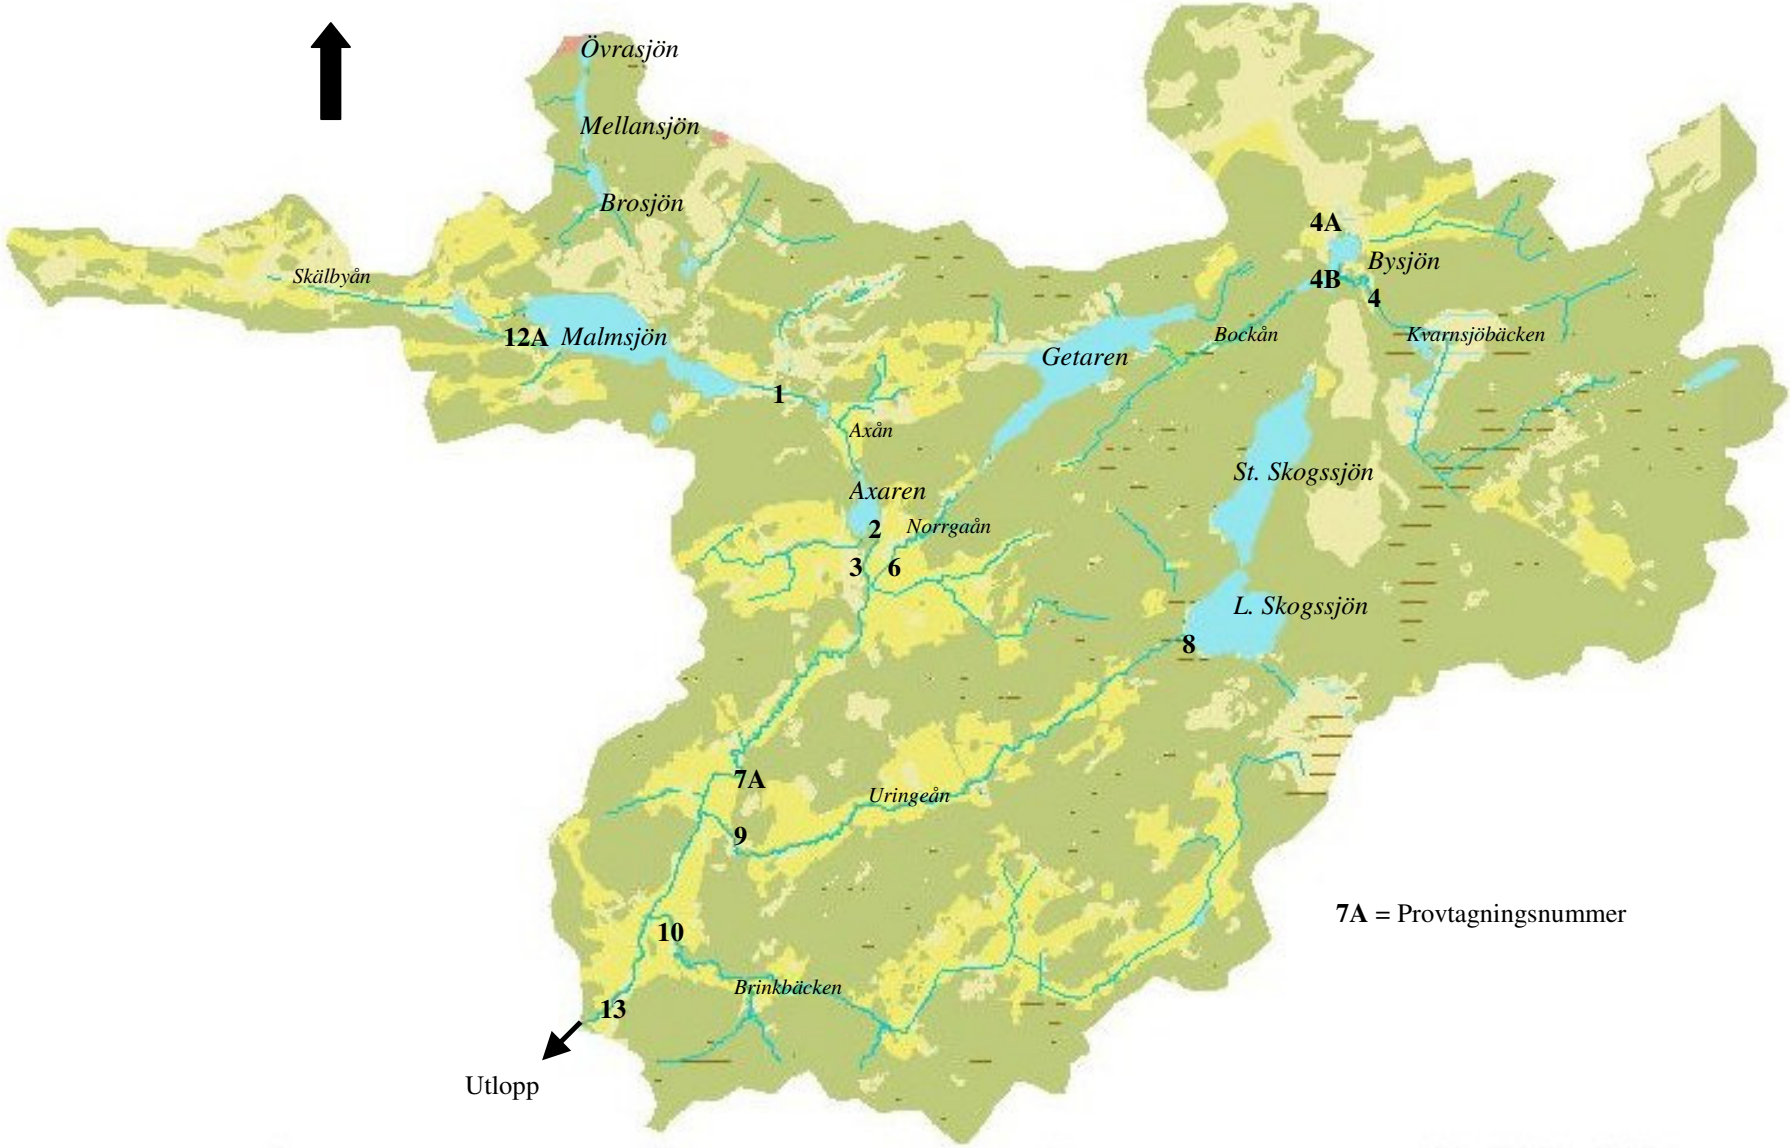 Övrasjön
Mellansjön
Brosjön
4A
Bysjön
Skälbyån
4B
4
12A Malmsjön
Bockån
Kvarnsjöbäcken
Getaren
1
Axån
St. Skogssjön
Axaren
2
Norrgaån
3
6
L. Skogssjön
8
7A
Uringeån
9
7A = Provtagningsnummer
10
Brinkbäcken
13
Utlopp